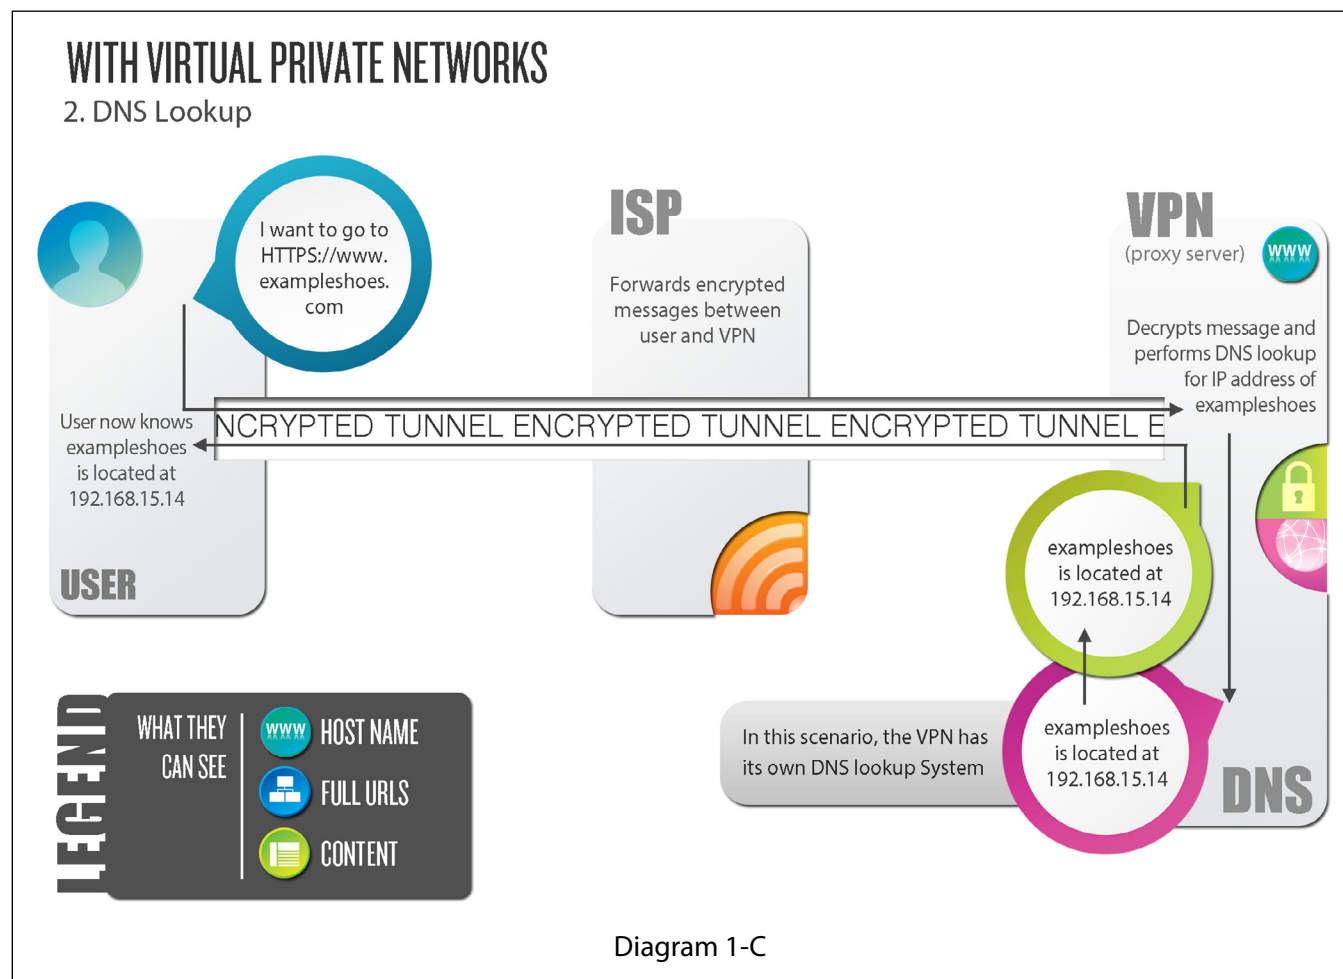 WITH VIRTUAL PRIVATE NETWORKS
2. DNS Lookup
I want to go to
HTTPS://www.
exampleshoes.
com
User now knows
exampleshoes
is located at
192.168.15.14
USER
ISP
Forwards encrypted
messages between
user and VPN
NCRYPTED TUNNEL ENCRYPTED TUNNEL ENCRYPTED TUNNEL E
VPN
(proxy server)
www
Decrypts message and
performs DNS lookup
for IP address of
exampleshoes
exampleshoes
is located at
192.168.15.14
exampleshoes
is located at
192.168.15.14
In this scenario, the VPN has
its own DNS lookup System
DNS
LEGEND
WHAT THEY
CAN SEE
www HOST NAME
FULL URLS
CONTENT
Diagram 1-C